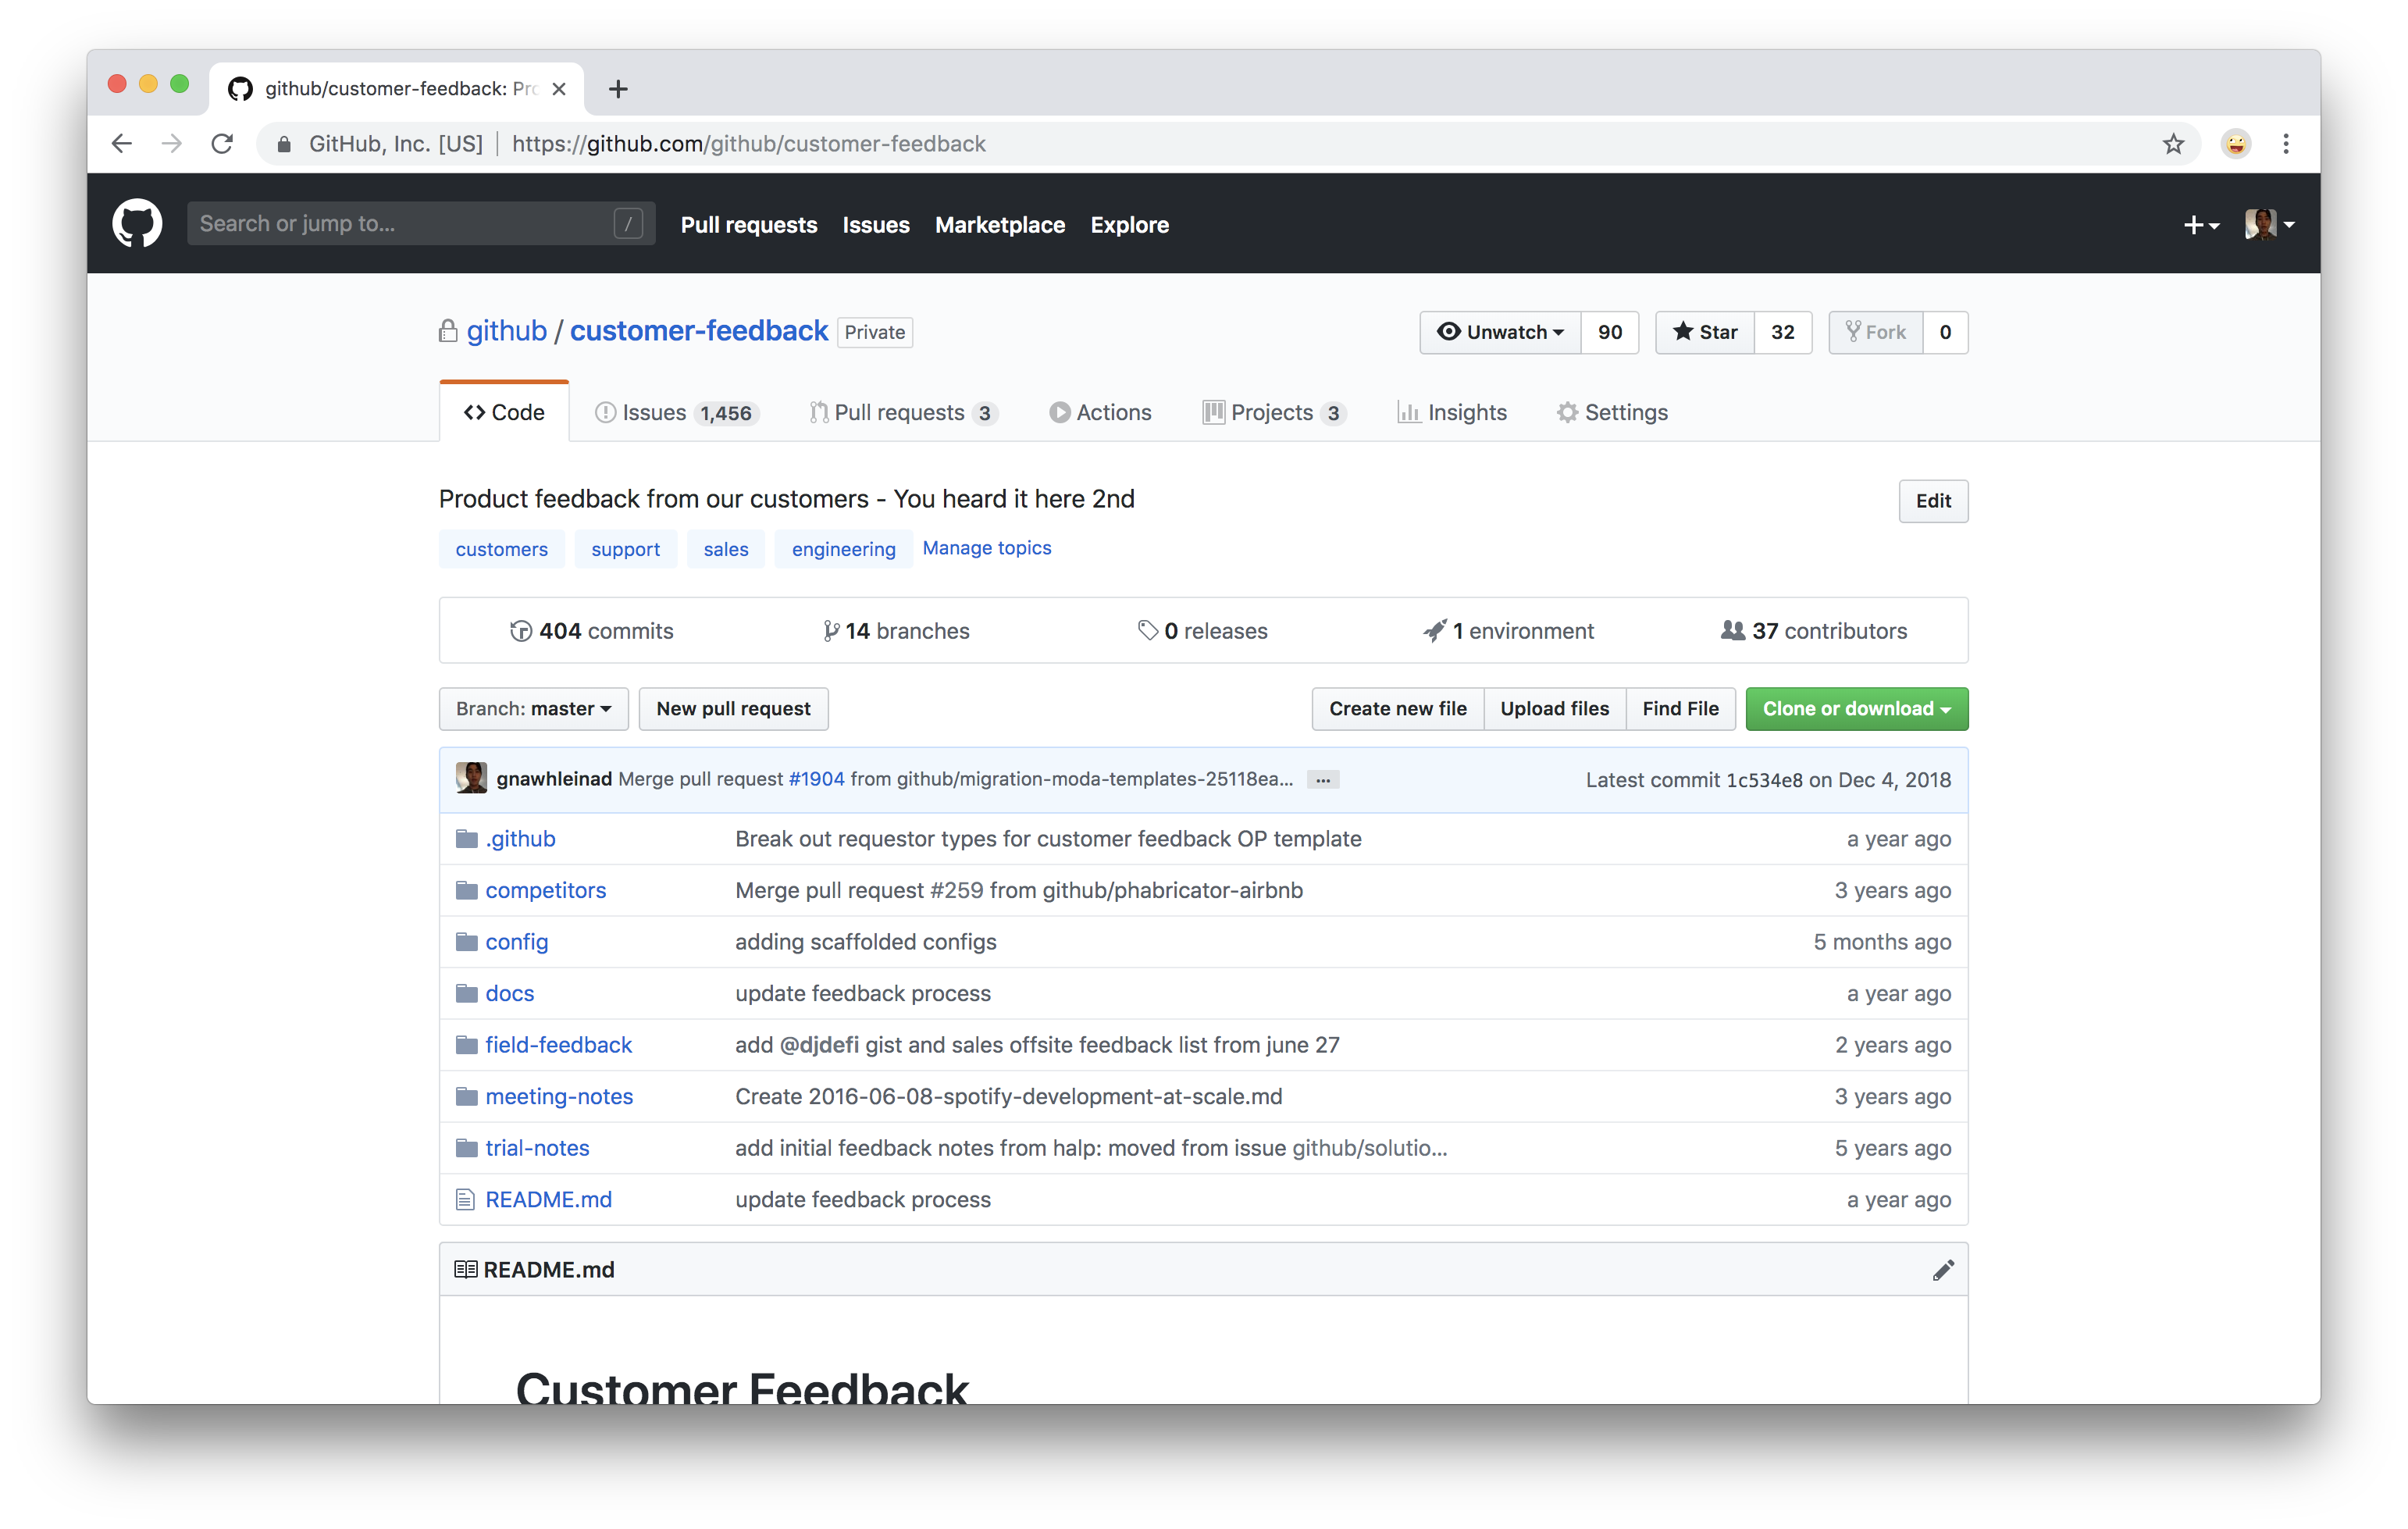 github/customer-feedback: Pro
GitHub, Inc. [US] | https://github.com/github/customer-feedback
Search or jump to... / Pull requests Issues Marketplace Explore
github / customer-feedback Private Unwatch 90 Star 32 Fork 0
Code Issues 1,456 Pull requests 3 Actions Projects 3 Insights Settings
Product feedback from our customers - You heard it here 2nd Edit
customers support sales engineering Manage topics
404 commits 14 branches 0 releases 1 environment 37 contributors
Branch: master New pull request Create new file Upload files Find File Clone or download
gnawhleinad Merge pull request #1904 from github/migration-moda-templates-25118ea... ... Latest commit 1c534e8 on Dec 4, 2018
.github Break out requestor types for customer feedback OP template a year ago
competitors Merge pull request #259 from github/phabricator-airbnb 3 years ago
config adding scaffolded configs 5 months ago
docs update feedback process a year ago
field-feedback add @djdefi gist and sales offsite feedback list from june 27 2 years ago
meeting-notes Create 2016-06-08-spotify-development-at-scale.md 3 years ago
trial-notes add initial feedback notes from halp: moved from issue github/solutio... 5 years ago
README.md update feedback process a year ago
README.md
Customer Feedback